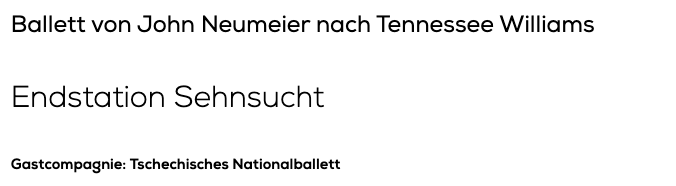 Ballett von John Neumeier nach Tennessee Williams
Endstation Sehnsucht
Gastcompagnie: Tschechisches Nationalballett